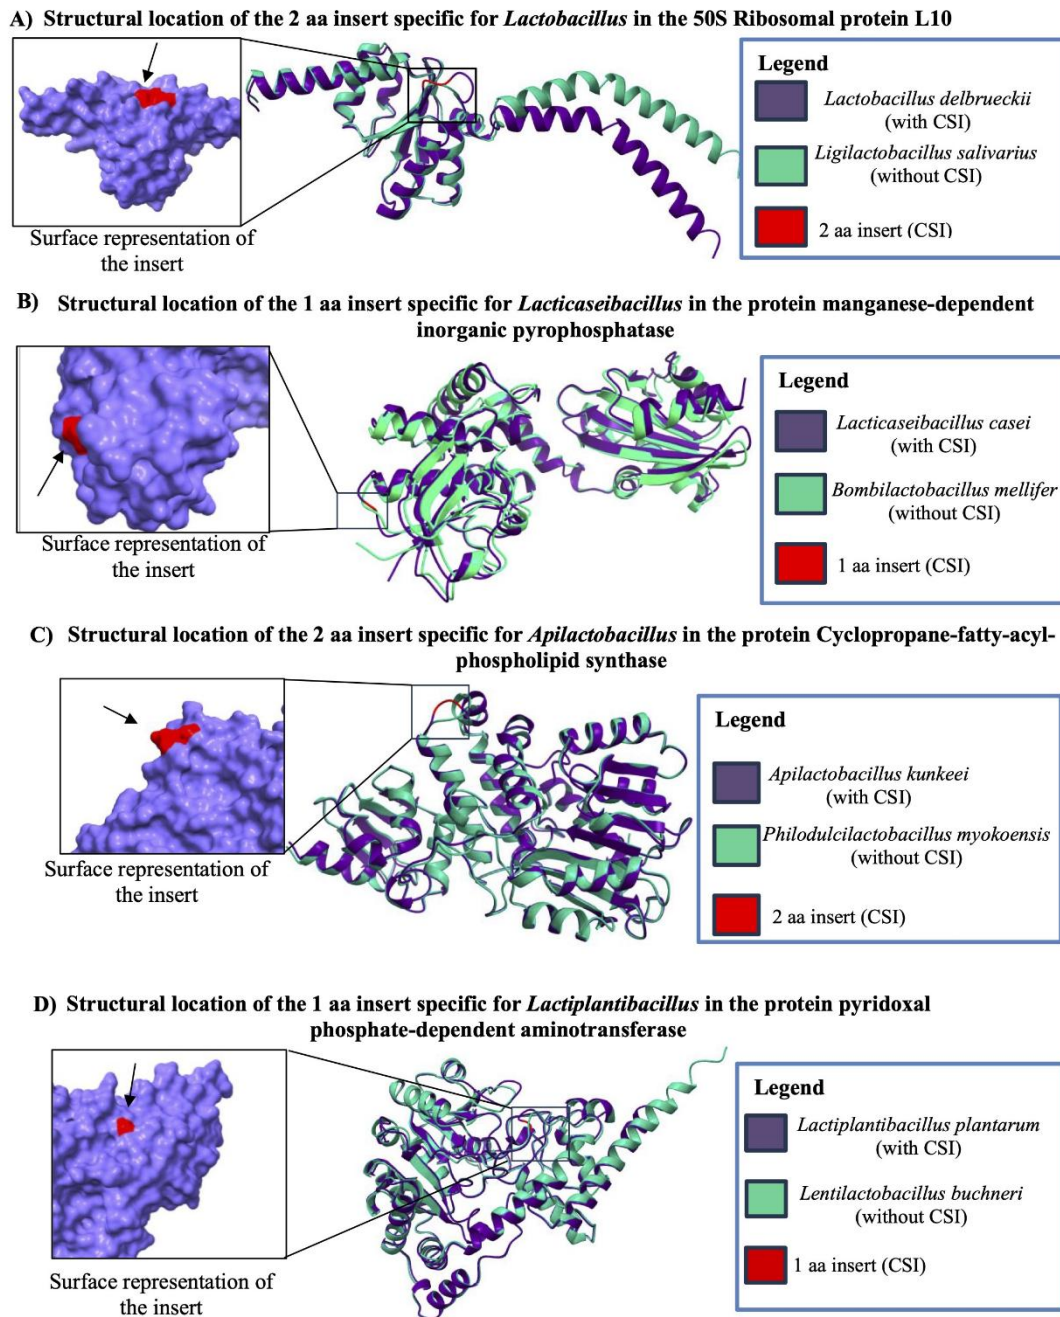 A) Structural location of the 2 aa insert specific for Lactobacillus in the 50S Ribosomal protein L10
Surface representation of
the insert
Legend
Lactobacillus delbrueckii
(with CSI)
Ligilactobacillus salivarius
(without CSI)
2 aa insert (CSI)
B) Structural location of the 1 aa insert specific for Lacticaseibacillus in the protein manganese-dependent
inorganic pyrophosphatase
Surface representation of
the insert
Legend
Lacticaseibacillus casei
(with CSI)
Bombilactobacillus mellifer
(without CSI)
1 aa insert (CSI)
C) Structural location of the 2 aa insert specific for Apilactobacillus in the protein Cyclopropane-fatty-acyl-
phospholipid synthase
Surface representation of
the insert
Legend
Apilactobacillus kunkeei
(with CSI)
Philodulcilactobacillus myokoensis
(without CSI)
2 aa insert (CSI)
D) Structural location of the 1 aa insert specific for Lactiplantibacillus in the protein pyridoxal
phosphate-dependent aminotransferase
Surface representation of
the insert
Legend
Lactiplantibacillus plantarum
(with CSI)
Lentilactobacillus buchneri
(without CSI)
1 aa insert (CSI)